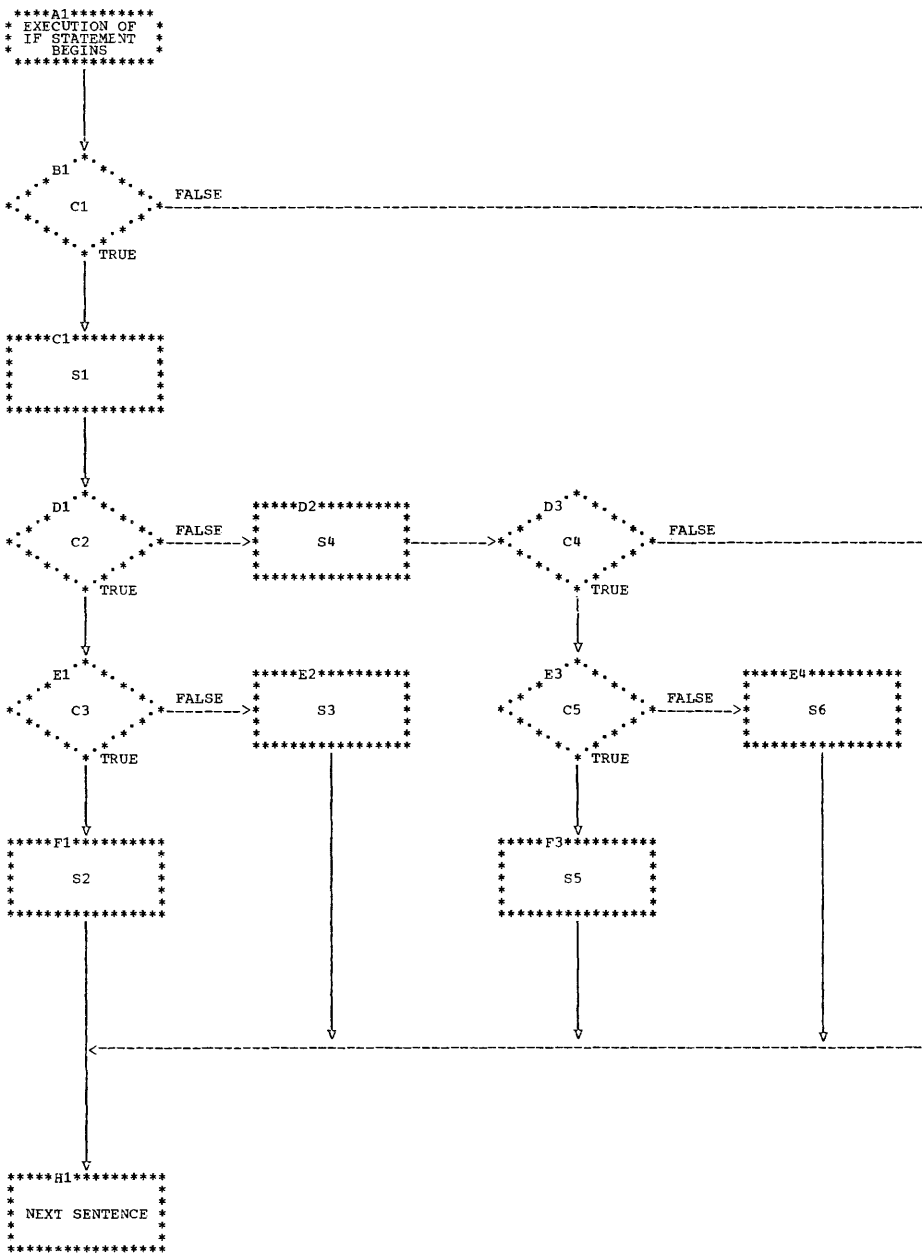 A1
EXECUTION OF
IF STATEMENT
BEGINS
B1
C1
FALSE
TRUE
C1
S1
D1
C2
FALSE
TRUE
D2
S4
D3
C4
FALSE
TRUE
E1
C3
FALSE
TRUE
E2
S3
E3
C5
FALSE
TRUE
E4
S6
F1
S2
F3
S5
H1
NEXT SENTENCE